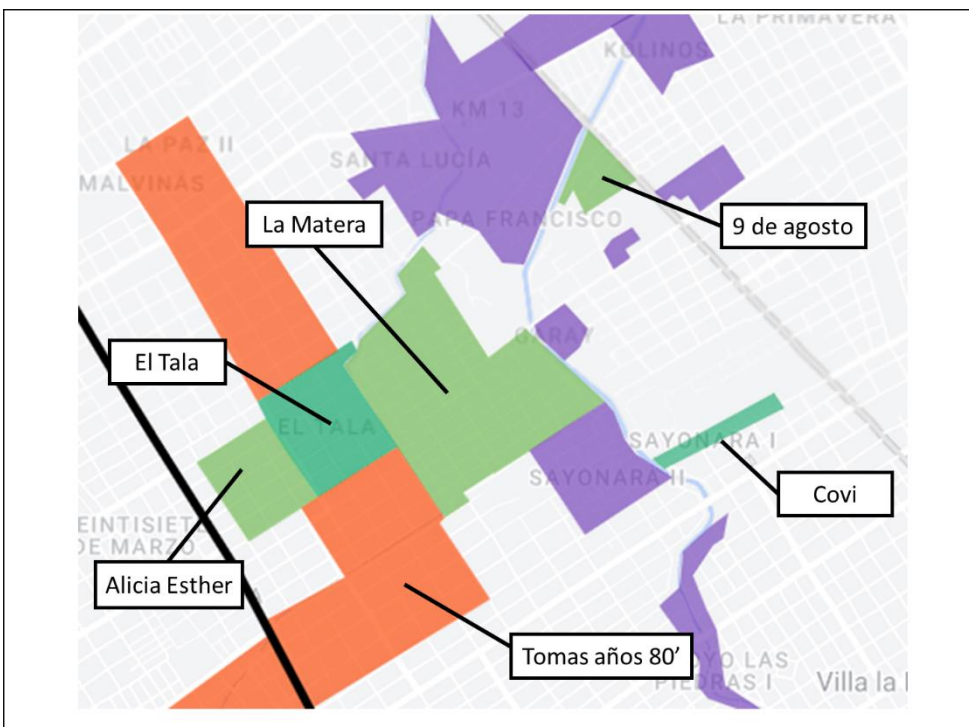 LA PRIMAVERA
KOLINOS
KM 13
LA PAZ II
SANTA LUCÍA
MALVINAS
PAPA FRANCISCO
La Matera
9 de agosto
GARAY
El Tala
EL TALA
SAYONARA I
SAYONARA II
Covi
EINTISIET
DE MARZO
Alicia Esther
A
Tomas años 80’
OYO LAS
PIEDRAS I
Villa la